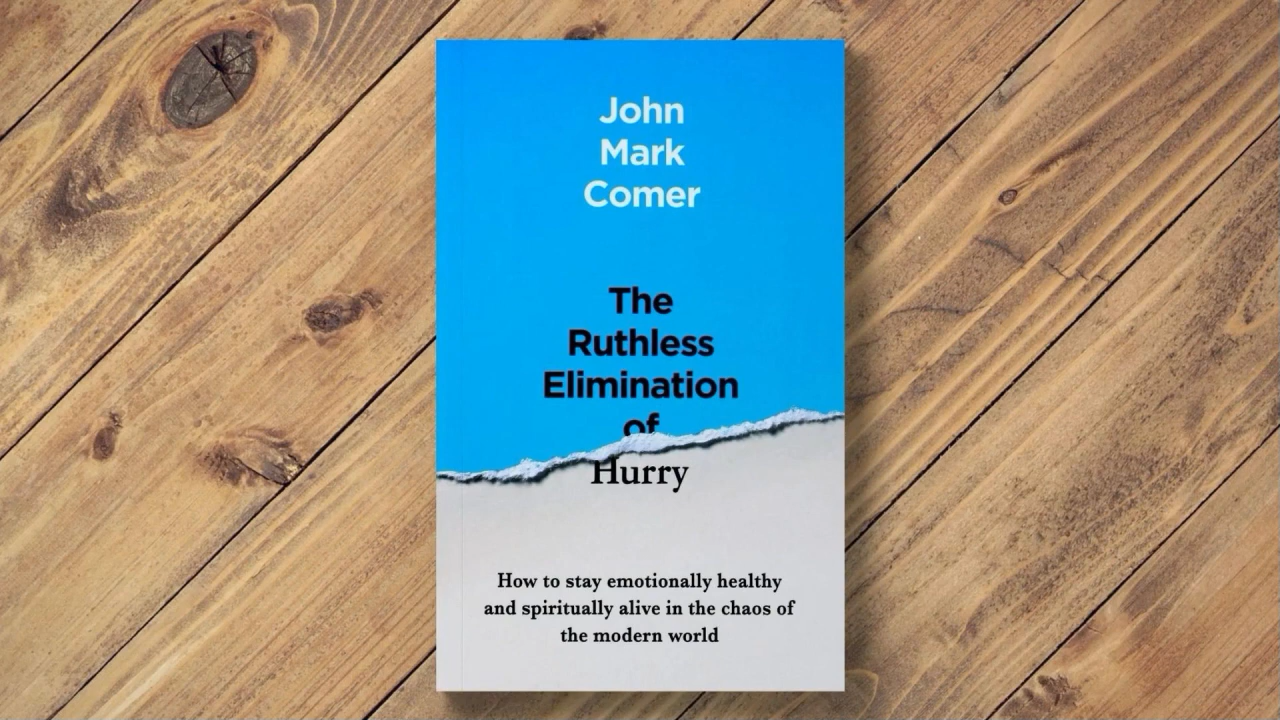 John
Mark
Comer
The
Ruthless
Elimination
of
Hurry
How to stay emotionally healthy
and spiritually alive in the chaos of
the modern world